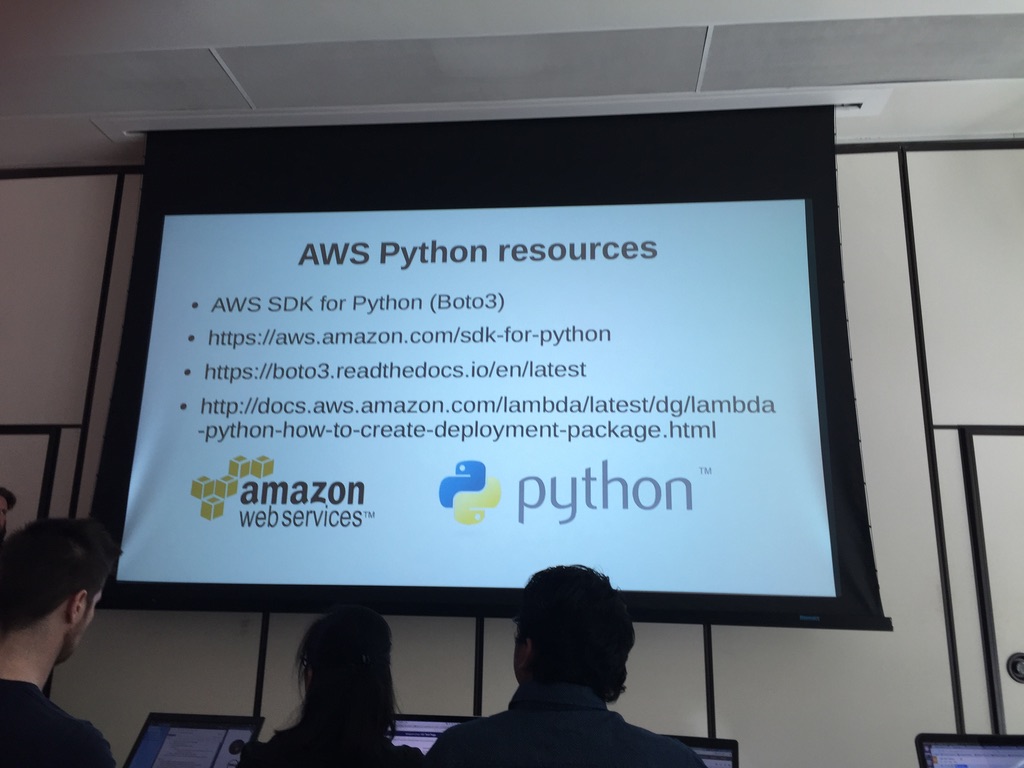 AWS Python resources
• AWS SDK for Python (Boto3)
• https://aws.amazon.com/sdk-for-python
• https://boto3.readthedocs.io/en/latest
• http://docs.aws.amazon.com/lambda/latest/dg/lambda
-python-how-to-create-deployment-package.html
amazon
web services™
python™